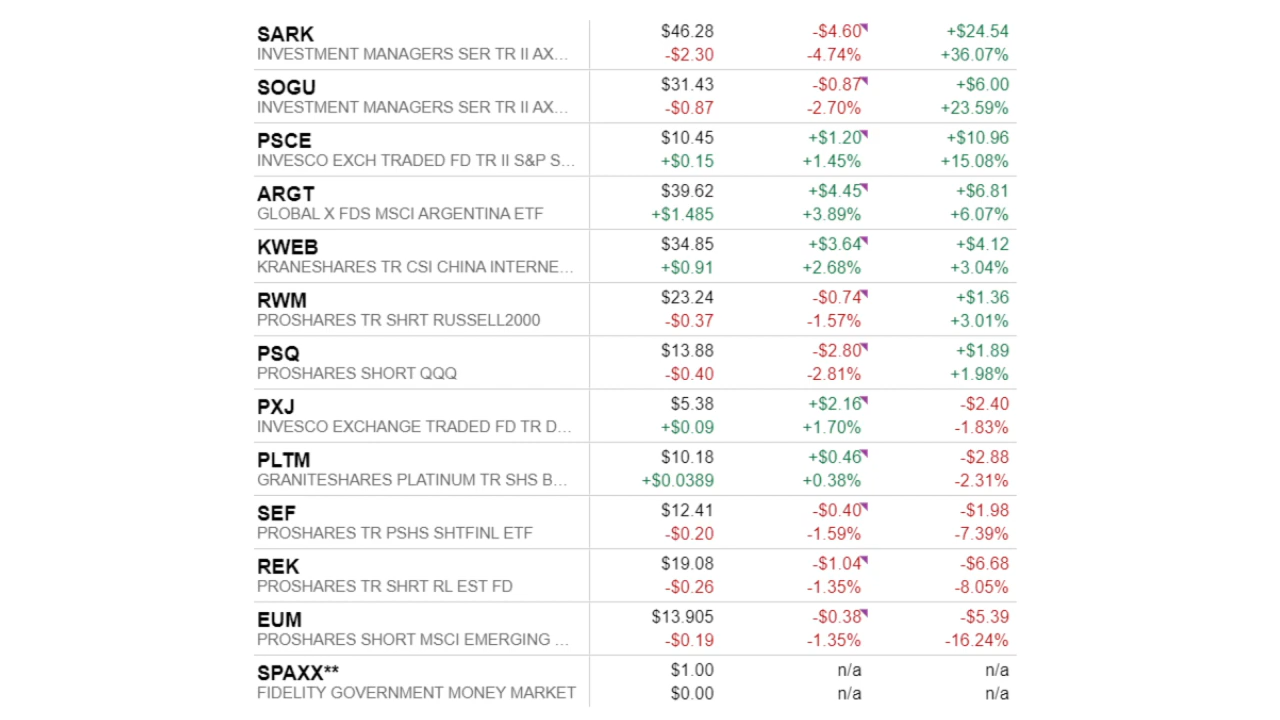 SARK $46.28 -$4.60 +$24.54
INVESTMENT MANAGERS SER TR II AX... -$2.30 -4.74% +36.07%
SOGU $31.43 -$0.87 +$6.00
INVESTMENT MANAGERS SER TR II AX... -$0.87 -2.70% +23.59%
PSCE $10.45 +$1.20 +$10.96
INVESCO EXCH TRADED FD TR II S&P S... +$0.15 +1.45% +15.08%
ARGT $39.62 +$4.45 +$6.81
GLOBAL X FDS MSCI ARGENTINA ETF +$1.485 +3.89% +6.07%
KWEB $34.85 +$3.64 +$4.12
KRANESHARES TR CSI CHINA INTERNE... +$0.91 +2.68% +3.04%
RWM $23.24 -$0.74 +$1.36
PROSHARES TR SHRT RUSSELL2000 -$0.37 -1.57% +3.01%
PSQ $13.88 -$2.80 +$1.89
PROSHARES SHORT QQQ -$0.40 -2.81% +1.98%
PXJ $5.38 +$2.16 -$2.40
INVESCO EXCHANGE TRADED FD TR D... +$0.09 +1.70% -1.83%
PLTM $10.18 +$0.46 -$2.88
GRANITESHARES PLATINUM TR SHS B... +$0.0389 +0.38% -2.31%
SEF $12.41 -$0.40 -$1.98
PROSHARES TR PSHS SHTFINL ETF -$0.20 -1.59% -7.39%
REK $19.08 -$1.04 -$6.68
PROSHARES TR SHRT RL EST FD -$0.26 -1.35% -8.05%
EUM $13.905 -$0.38 -$5.39
PROSHARES SHORT MSCI EMERGING ... -$0.19 -1.35% -16.24%
SPAXX** $1.00 n/a n/a
FIDELITY GOVERNMENT MONEY MARKET $0.00 n/a n/a